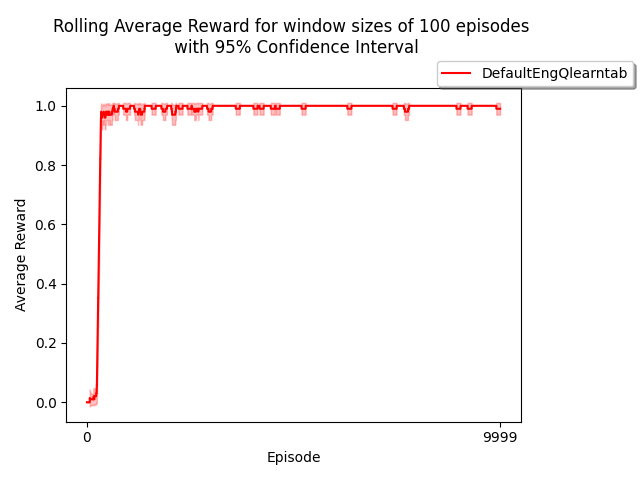 Rolling Average Reward for window sizes of 100 episodes
with 95% Confidence Interval
DefaultEngQlearntab
1.0
0.8
0.6
0.4
0.2
0.0
Average Reward
0
9999
Episode